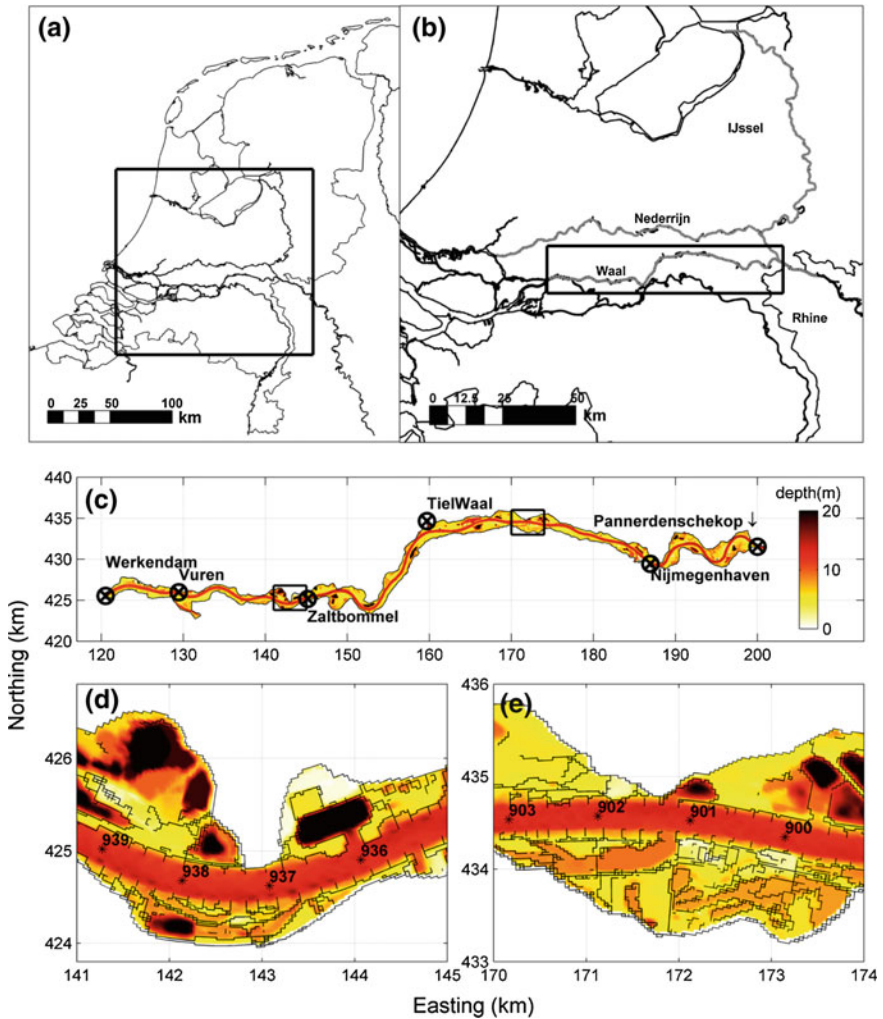 (a)
0 25 50 100
km
(b)
IJssel
Nederrijn
Waal
Rhine
0 12.5 25 50
km
(c)
440
435
430
425
420
Werkendam
Vuren
Zaltbommel
TielWaal
Pannerdenschekop ↓
Nijmegenhaven
depth(m)
20
10
0
120 130 140 150 160 170 180 190 200
Northing (km)
(d)
426
425
424
939
938
937
936
141 142 143 144 145
(e)
436
435
434
433
903
902
901
900
170 171 172 173 174
Easting (km)